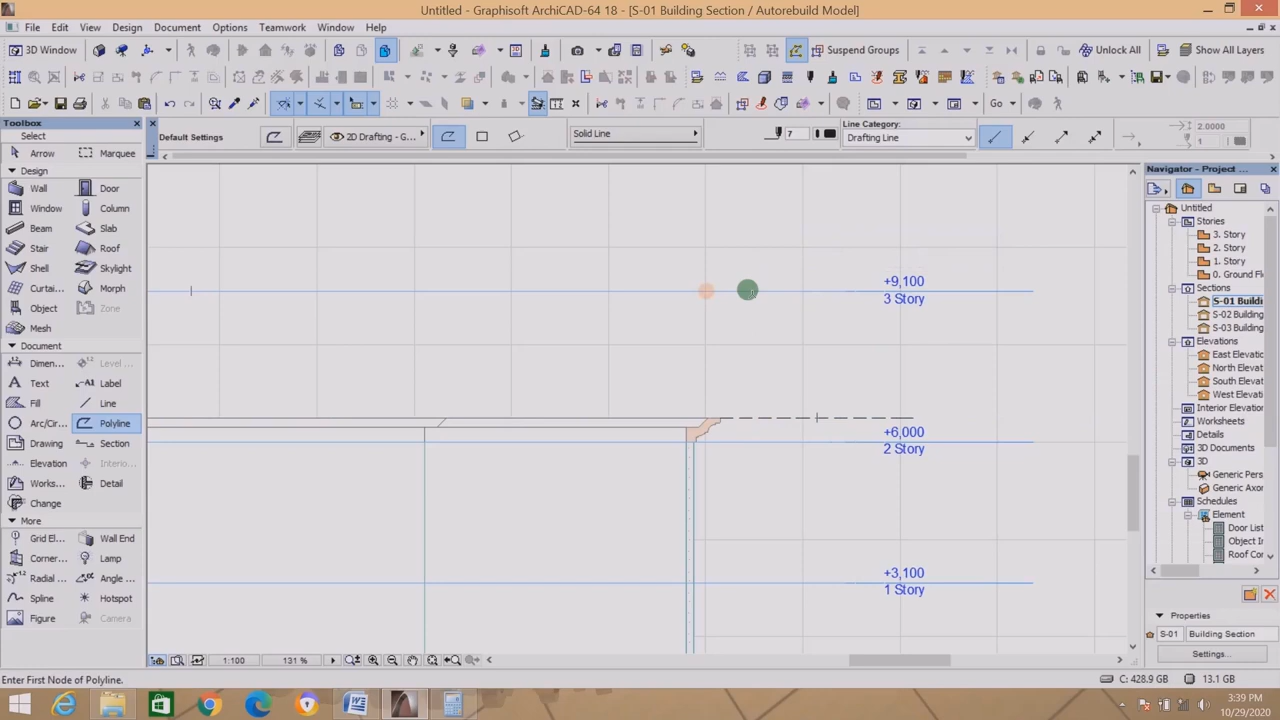 Untitled - Graphisoft ArchiCAD-64 18 - [S-01 Building Section / Autorebuild Model]
File Edit View Design Document Options Teamwork Window Help
3D Window Suspend Groups Unlock All Show All Layers
Go
Toolbox
Select
Arrow Marquee
Design
Wall Door
Window Column
Beam Slab
Stair Roof
Shell Skylight
Curtai... Morph
Object Zone
Mesh
Document
Dimen... Level ...
Text Label
Fill Line
Arc/Cir... Polyline
Drawing Section
Elevation Interio...
Works... Detail
Change
More
Grid El... Wall End
Corner... Lamp
Radial ... Angle ...
Spline Hotspot
Figure Camera
Default Settings
2D Drafting - G...
Solid Line
7
Line Category:
Drafting Line
2.0000
1
+9,100
3 Story
+6,000
2 Story
+3,100
1 Story
Navigator - Project ...
Untitled
Stories
3. Story
2. Story
1. Story
0. Ground Fl
Sections
S-01 Buildi
S-02 Building
S-03 Building
Elevations
East Elevatio
North Elevat
South Elevat
West Elevat
Interior Elevation
Worksheets
Details
3D Documents
3D
Generic Pers
Generic Axor
Schedules
Element
Door List
Object In
Roof Cor
Properties
S-01 Building Section
Settings...
1:100 131 %
Enter First Node of Polyline.
C: 428.9 GB 13.1 GB
3:39 PM
10/29/2020